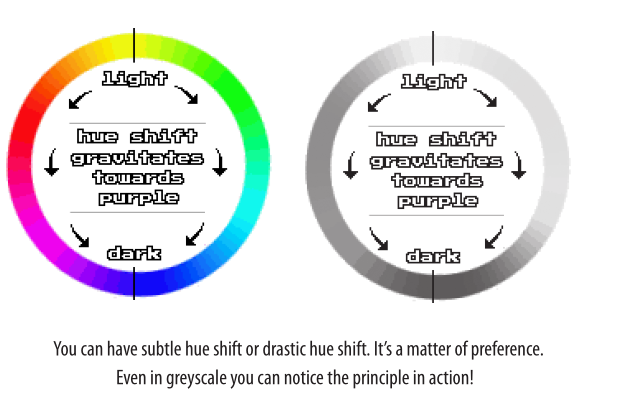 light
hue shift
gravitates
towards
purple
dark
light
hue shift
gravitates
towards
purple
dark
You can have subtle hue shift or drastic hue shift. It's a matter of preference.
Even in greyscale you can notice the principle in action!